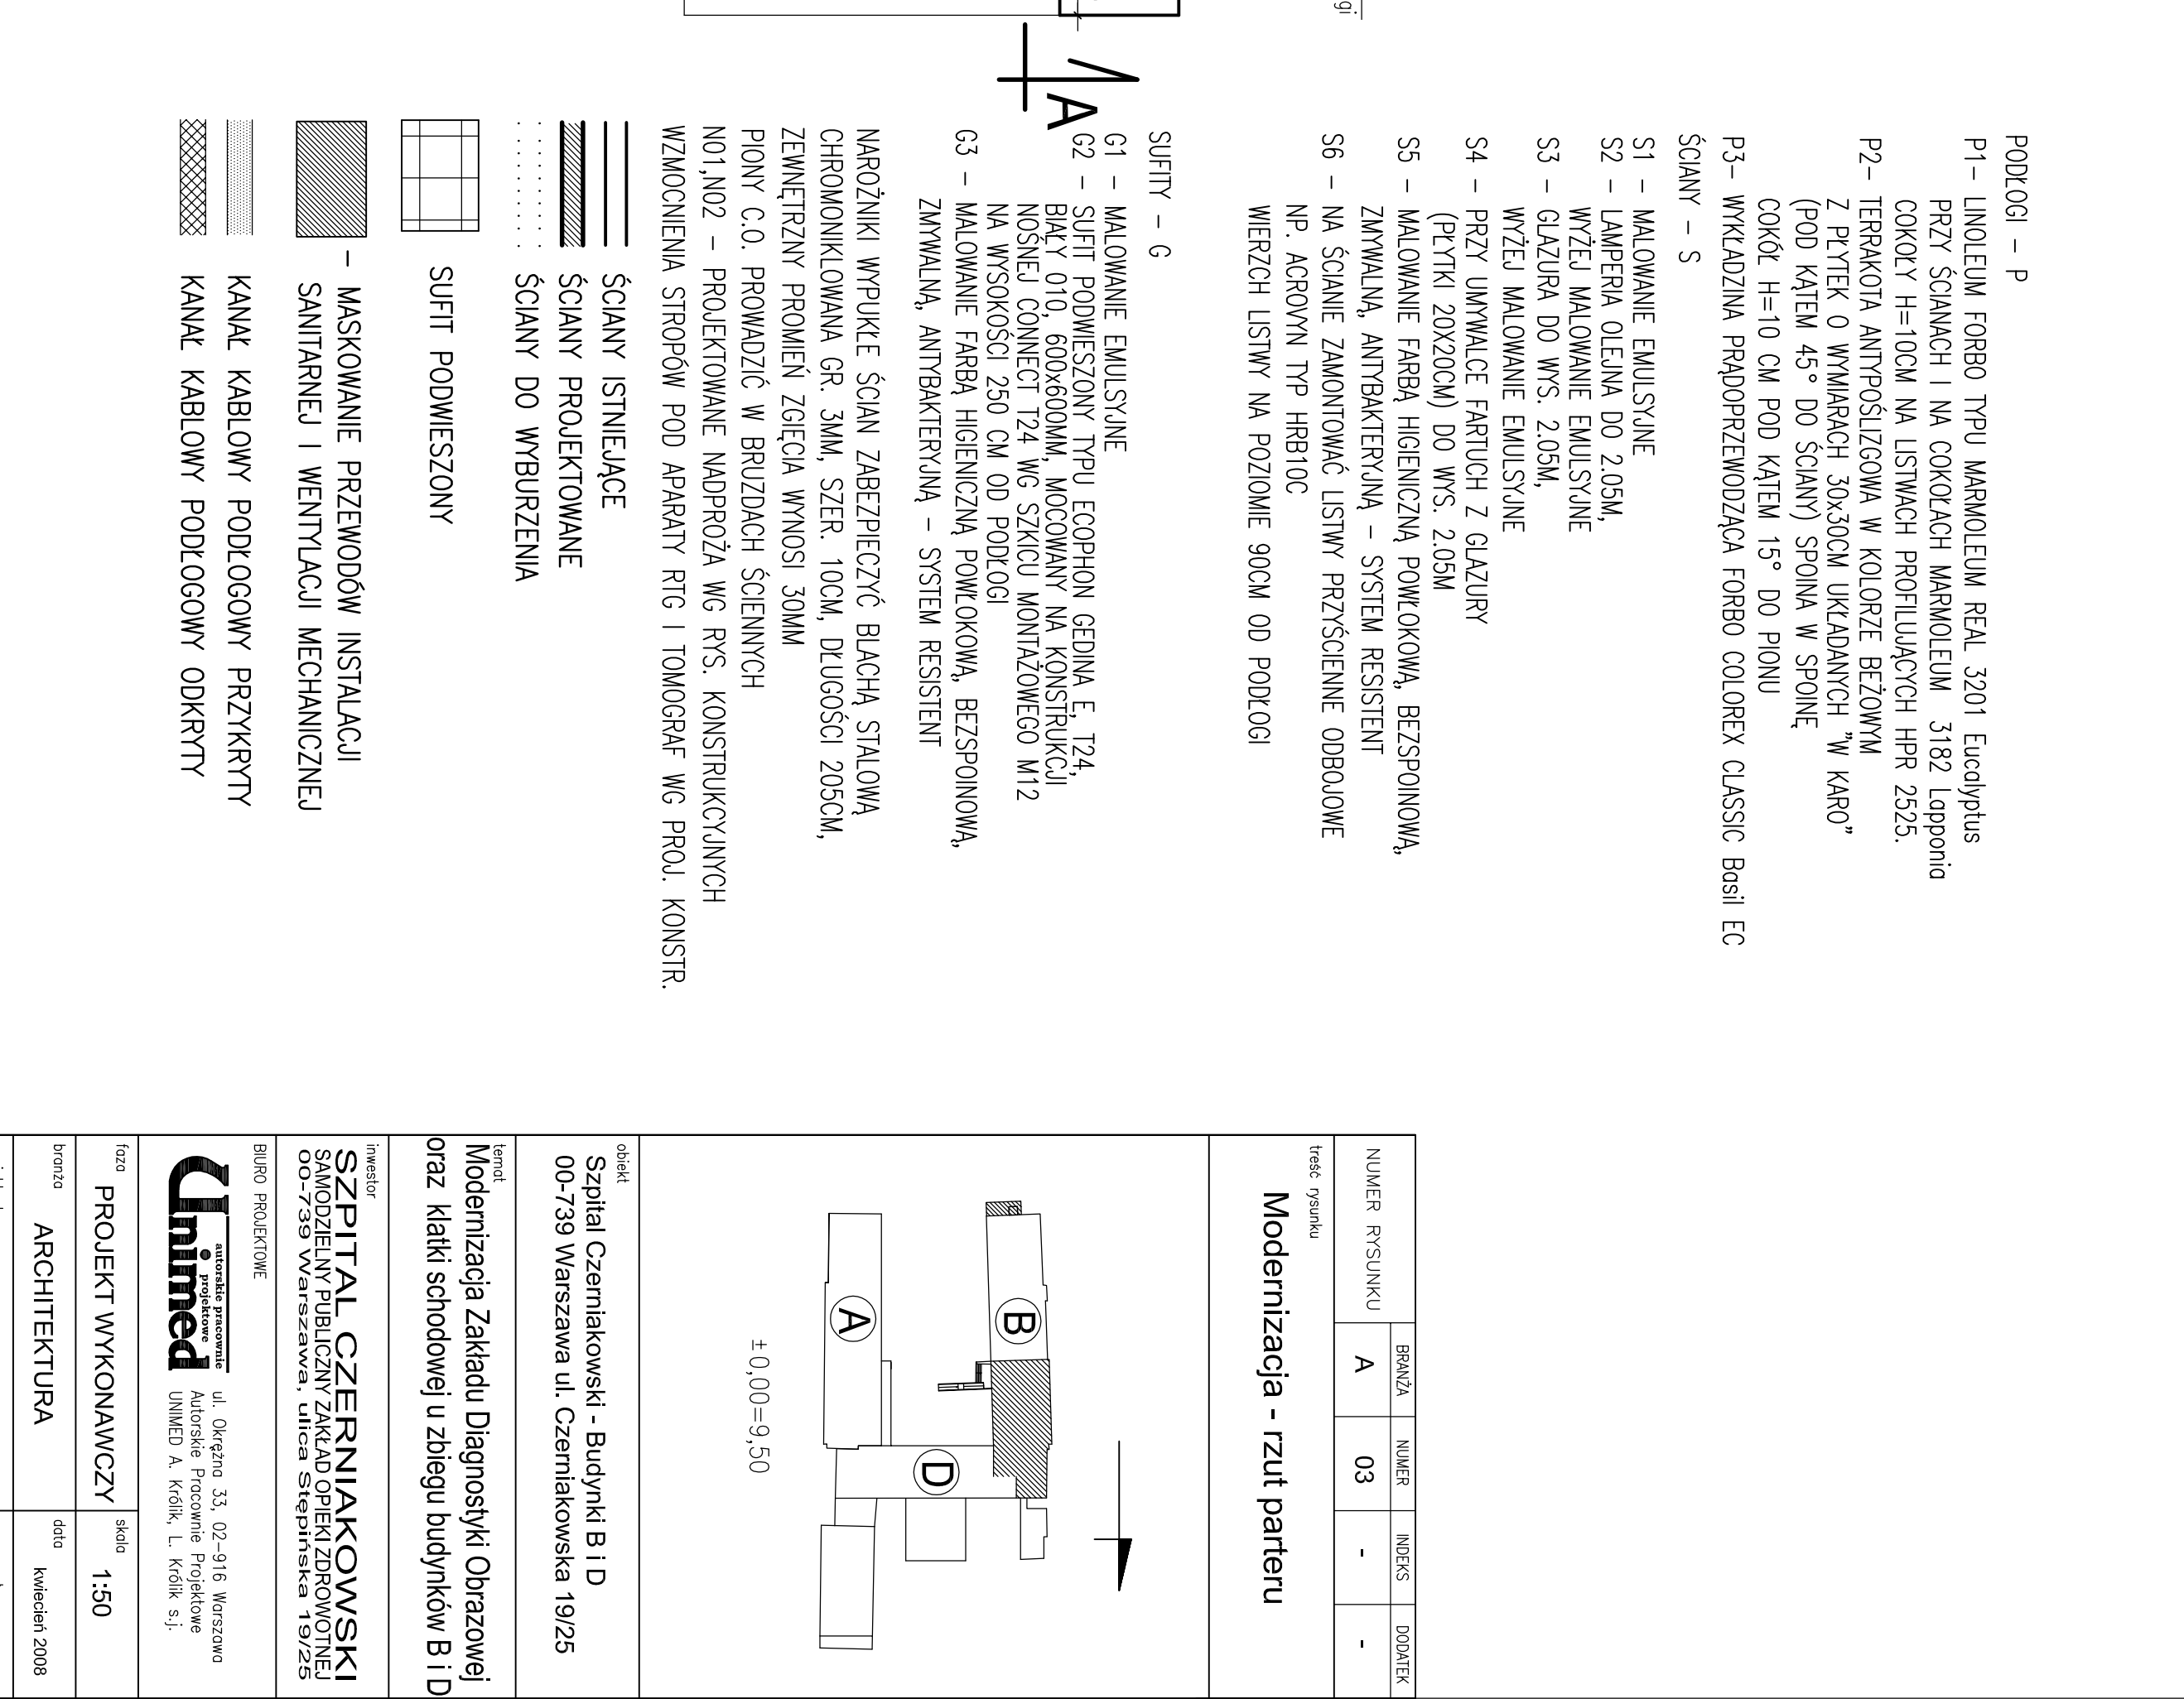 PODŁOGI – P
P1– LINOLEUM FORBO TYPU MARMOLEUM REAL 3201 Eucalyptus
PRZY ŚCIANACH I NA COKOŁACH MARMOLEUM 3182 Lapponia
COKOŁY H=10CM NA LISTWACH PROFILUJĄCYCH HPR 2525.
P2– TERRAKOTA ANTYPOŚLIZGOWA W KOLORZE BEŻOWYM
Z PŁYTEK O WYMIARACH 30x30CM UKŁADANYCH "W KARO"
(POD KĄTEM 45° DO ŚCIANY) SPOINA W SPOINĘ
COKÓŁ H=10 CM POD KĄTEM 15° DO PIONU
P3– WYKŁADZINA PRĄDOPRZEWODZĄCA FORBO COLOREX CLASSIC Basil EC
ŚCIANY – S
S1 – MALOWANIE EMULSYJNE
S2 – LAMPERIA OLEJNA DO 2.05M,
WYŻEJ MALOWANIE EMULSYJNE
S3 – GLAZURA DO WYS. 2.05M,
WYŻEJ MALOWANIE EMULSYJNE
S4 – PRZY UMYWALCE FARTUCH Z GLAZURY
(PŁYTKI 20X20CM) DO WYS. 2.05M
S5 – MALOWANIE FARBĄ HIGIENICZNĄ POWŁOKOWĄ, BEZSPOINOWĄ,
ZMYWALNĄ, ANTYBAKTERYJNĄ – SYSTEM RESISTENT
S6 – NA ŚCIANIE ZAMONTOWAĆ LISTWY PRZYŚCIENNE ODBOJOWE
NP. ACROVYN TYP HRB10C
WIERZCH LISTWY NA POZIOMIE 90CM OD PODŁOGI
SUFITY – G
G1 – MALOWANIE EMULSYJNE
G2 – SUFIT PODWIESZONY TYPU ECOPHON GEDINA E, T24,
BIAŁY 010, 600x600MM, MOCOWANY NA KONSTRUKCJI
NOŚNEJ CONNECT T24 WG SZKICU MONTAŻOWEGO M12
NA WYSOKOŚCI 250 CM OD PODŁOGI
G3 – MALOWANIE FARBĄ HIGIENICZNĄ POWŁOKOWĄ, BEZSPOINOWĄ,
ZMYWALNĄ, ANTYBAKTERYJNĄ – SYSTEM RESISTENT
NAROŻNIKI WYPUKŁE ŚCIAN ZABEZPIECZYĆ BLACHĄ STALOWĄ
CHROMONIKLOWANA GR. 3MM, SZER. 10CM, DŁUGOŚCI 205CM,
ZEWNĘTRZNY PROMIEŃ ZGIĘCIA WYNOSI 30MM
PIONY C.O. PROWADZIĆ W BRUZDACH ŚCIENNYCH
N01,N02 – PROJEKTOWANE NADPROŻA WG RYS. KONSTRUKCYJNYCH
WZMOCNIENIA STROPÓW POD APARATY RTG I TOMOGRAF WG PROJ. KONSTR.
ŚCIANY ISTNIEJĄCE
ŚCIANY PROJEKTOWANE
ŚCIANY DO WYBURZENIA
SUFIT PODWIESZONY
– MASKOWANIE PRZEWODÓW INSTALACJI
SANITARNEJ I WENTYLACJI MECHANICZNEJ
KANAŁ KABLOWY PODŁOGOWY PRZYKRYTY
KANAŁ KABLOWY PODŁOGOWY ODKRYTY
A
gi
NUMER RYSUNKU
BRANŻA NUMER INDEKS DODATEK
A 03 - -
treść rysunku
Modernizacja - rzut parteru
B
A
D
±0,00=9,50
obiekt
Szpital Czerniakowski - Budynki B i D
00-739 Warszawa ul. Czerniakowska 19/25
temat
Modernizacja Zakładu Diagnostyki Obrazowej
oraz klatki schodowej u zbiegu budynków B i D
inwestor
SZPITAL CZERNIAKOWSKI
SAMODZIELNY PUBLICZNY ZAKŁAD OPIEKI ZDROWOTNEJ
00-739 Warszawa, ulica Stępińska 19/25
BIURO PROJEKTOWE
autorskie pracownie
projektowe
Unimed
ul. Okrężna 33, 02–916 Warszawa
Autorskie Pracownie Projektowe
UNIMED A. Królik, L. Królik s.j.
faza
PROJEKT WYKONAWCZY
skala
1:50
branża
ARCHITEKTURA
data
kwiecień 2008